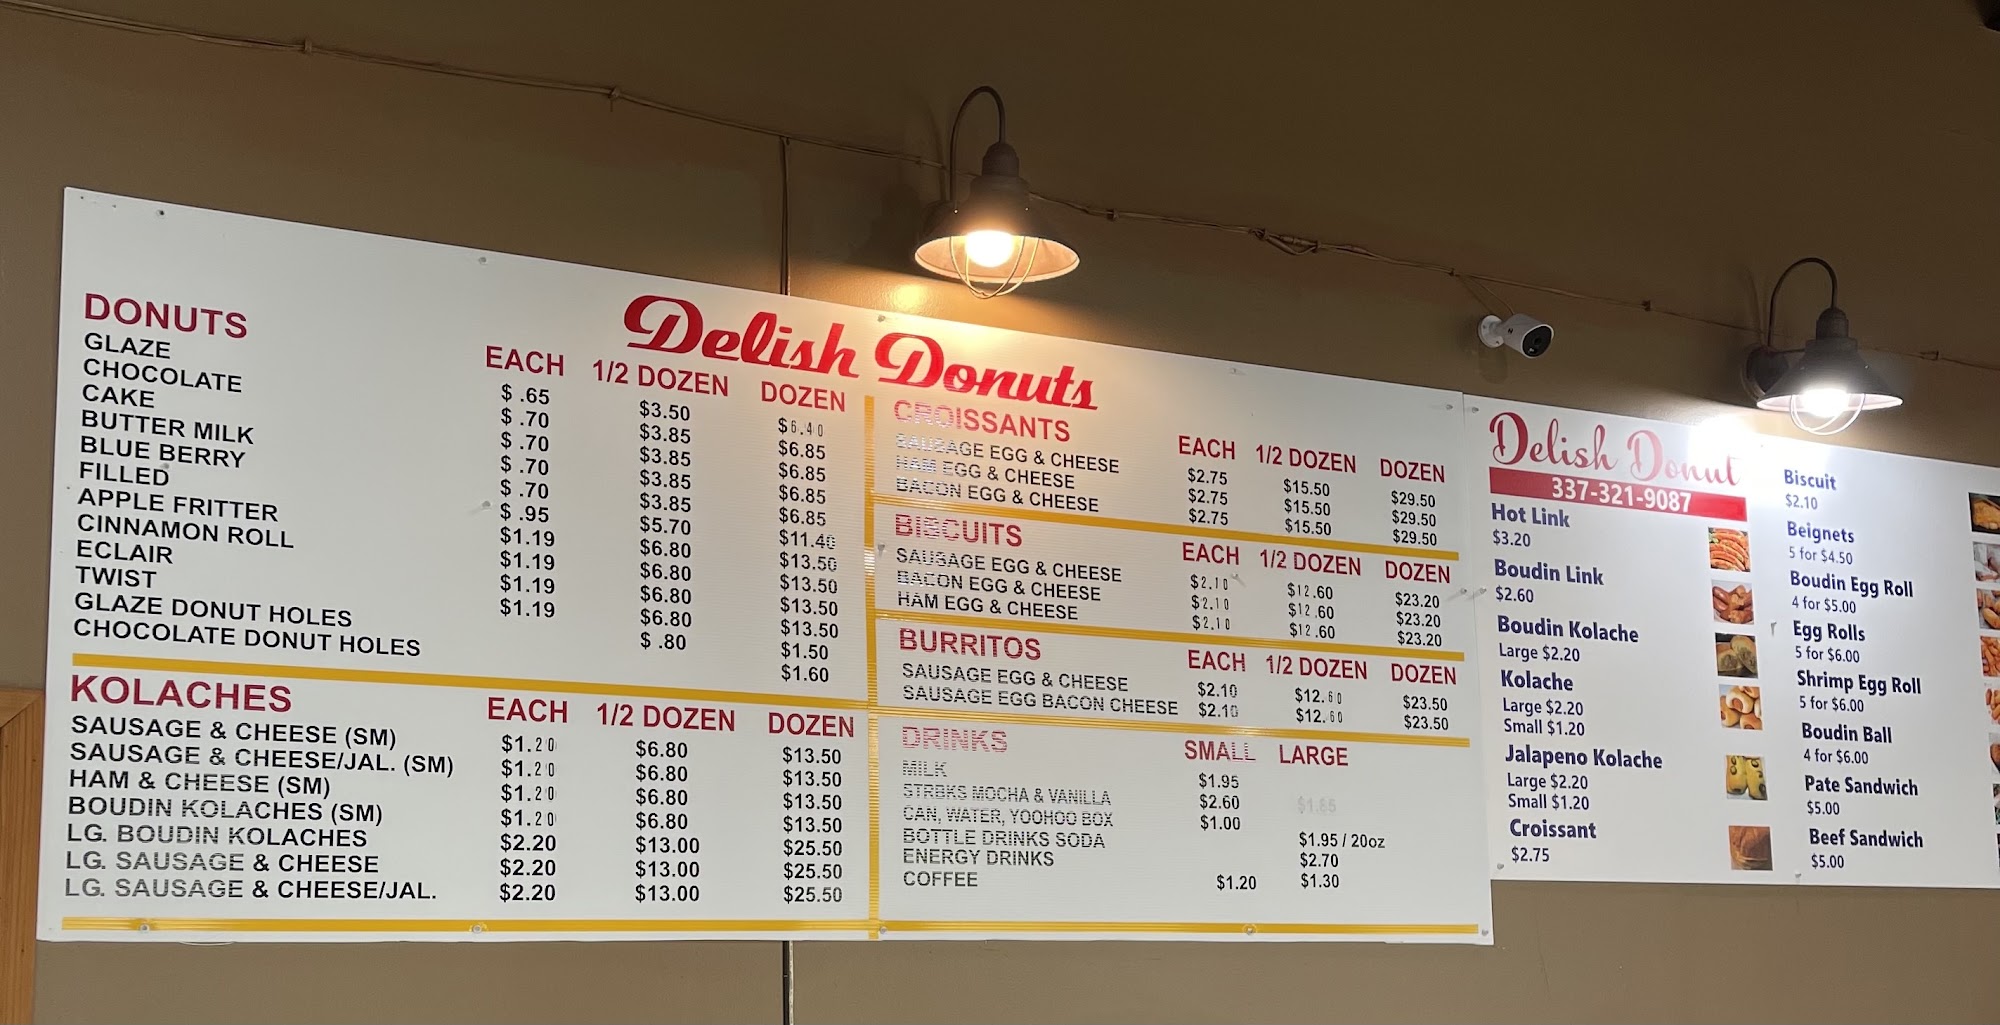 Delish Donuts
DONUTS EACH 1/2 DOZEN DOZEN
GLAZE $ .65 $3.50 $6.40
CHOCOLATE $ .70 $3.85 $6.85
CAKE $ .70 $3.85 $6.85
BUTTER MILK $ .70 $3.85 $6.85
BLUE BERRY $ .70 $3.85 $6.85
FILLED $ .95 $5.70 $11.40
APPLE FRITTER $1.19 $6.80 $13.50
CINNAMON ROLL $1.19 $6.80 $13.50
ECLAIR $1.19 $6.80 $13.50
TWIST $1.19 $6.80 $13.50
GLAZE DONUT HOLES $ .80 $1.50
CHOCOLATE DONUT HOLES $1.60
KOLACHES EACH 1/2 DOZEN DOZEN
SAUSAGE & CHEESE (SM) $1.20 $6.80 $13.50
SAUSAGE & CHEESE/JAL. (SM) $1.20 $6.80 $13.50
HAM & CHEESE (SM) $1.20 $6.80 $13.50
BOUDIN KOLACHES (SM) $1.20 $6.80 $13.50
LG. BOUDIN KOLACHES $2.20 $13.00 $25.50
LG. SAUSAGE & CHEESE $2.20 $13.00 $25.50
LG. SAUSAGE & CHEESE/JAL. $2.20 $13.00 $25.50
CROISSANTS EACH 1/2 DOZEN DOZEN
SAUSAGE EGG & CHEESE $2.75 $15.50 $29.50
HAM EGG & CHEESE $2.75 $15.50 $29.50
BACON EGG & CHEESE $2.75 $15.50 $29.50
BISCUITS EACH 1/2 DOZEN DOZEN
SAUSAGE EGG & CHEESE $2.10 $12.60 $23.20
BACON EGG & CHEESE $2.10 $12.60 $23.20
HAM EGG & CHEESE $2.10 $12.60 $23.20
BURRITOS EACH 1/2 DOZEN DOZEN
SAUSAGE EGG & CHEESE $2.10 $12.60 $23.50
SAUSAGE EGG BACON CHEESE $2.10 $12.60 $23.50
DRINKS SMALL LARGE
MILK $1.95
STRBKS MOCHA & VANILLA $2.60 $1.85
CAN, WATER, YOOHOO BOX $1.00
BOTTLE DRINKS SODA $1.95 / 20oz
ENERGY DRINKS $2.70
COFFEE $1.20 $1.30
Delish Donut
337-321-9087
Hot Link
$3.20
Boudin Link
$2.60
Boudin Kolache
Large $2.20
Kolache
Large $2.20
Small $1.20
Jalapeno Kolache
Large $2.20
Small $1.20
Croissant
$2.75
Biscuit
$2.10
Beignets
5 for $4.50
Boudin Egg Roll
4 for $5.00
Egg Rolls
5 for $6.00
Shrimp Egg Roll
5 for $6.00
Boudin Ball
4 for $6.00
Pate Sandwich
$5.00
Beef Sandwich
$5.00